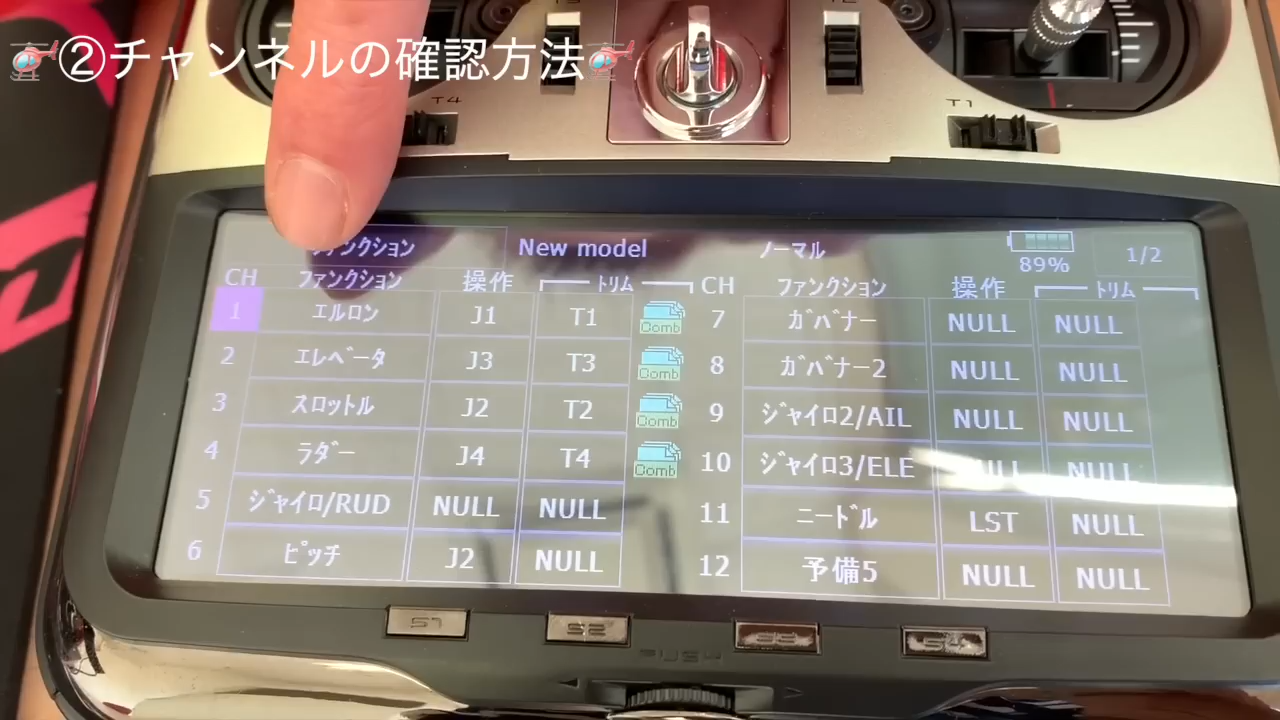 🚁②チャンネルの確認方法🚁
T4
T1
ファンクション New model ノーマル 89% 1/2
CH ファンクション 操作 トリム CH ファンクション 操作 トリム
1 エルロン J1 T1 Comb 7 ガバナー NULL NULL
2 エレベータ J3 T3 Comb 8 ガバナー2 NULL NULL
3 スロットル J2 T2 Comb 9 ジャイロ2/AIL NULL NULL
4 ラダー J4 T4 Comb 10 ジャイロ3/ELE NULL NULL
5 ジャイロ/RUD NULL NULL 11 ニードル LST NULL
6 ピッチ J2 NULL 12 予備5 NULL NULL
S1 S2 S3 S4
PUSH